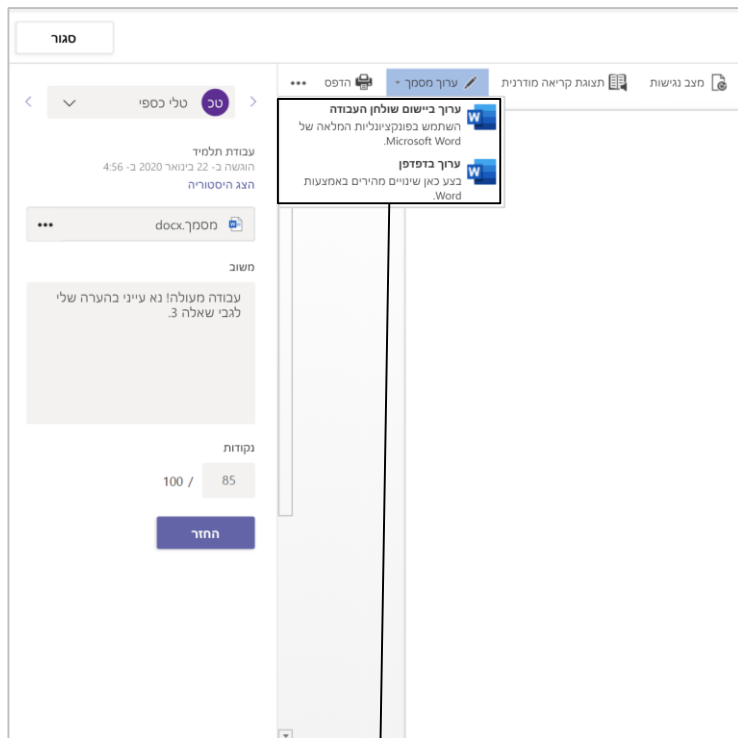 סגור
מצב נגישות
תצוגת קריאה מודרנית
ערוך מסמך
הדפס
ערוך ביישום שולחן העבודה
השתמש בפונקציונליות המלאה של
Microsoft Word.
ערוך בדפדפן
בצע כאן שינויים מהירים באמצעות
Word.
טכ
טלי כספי
עבודת תלמיד
הוגשה ב- 22 בינואר 2020 ב- 4:56
הצג היסטוריה
מסמך.docx
משוב
עבודה מעולה! נא עייני בהערה שלי
לגבי שאלה 3.
נקודות
85 / 100
החזר